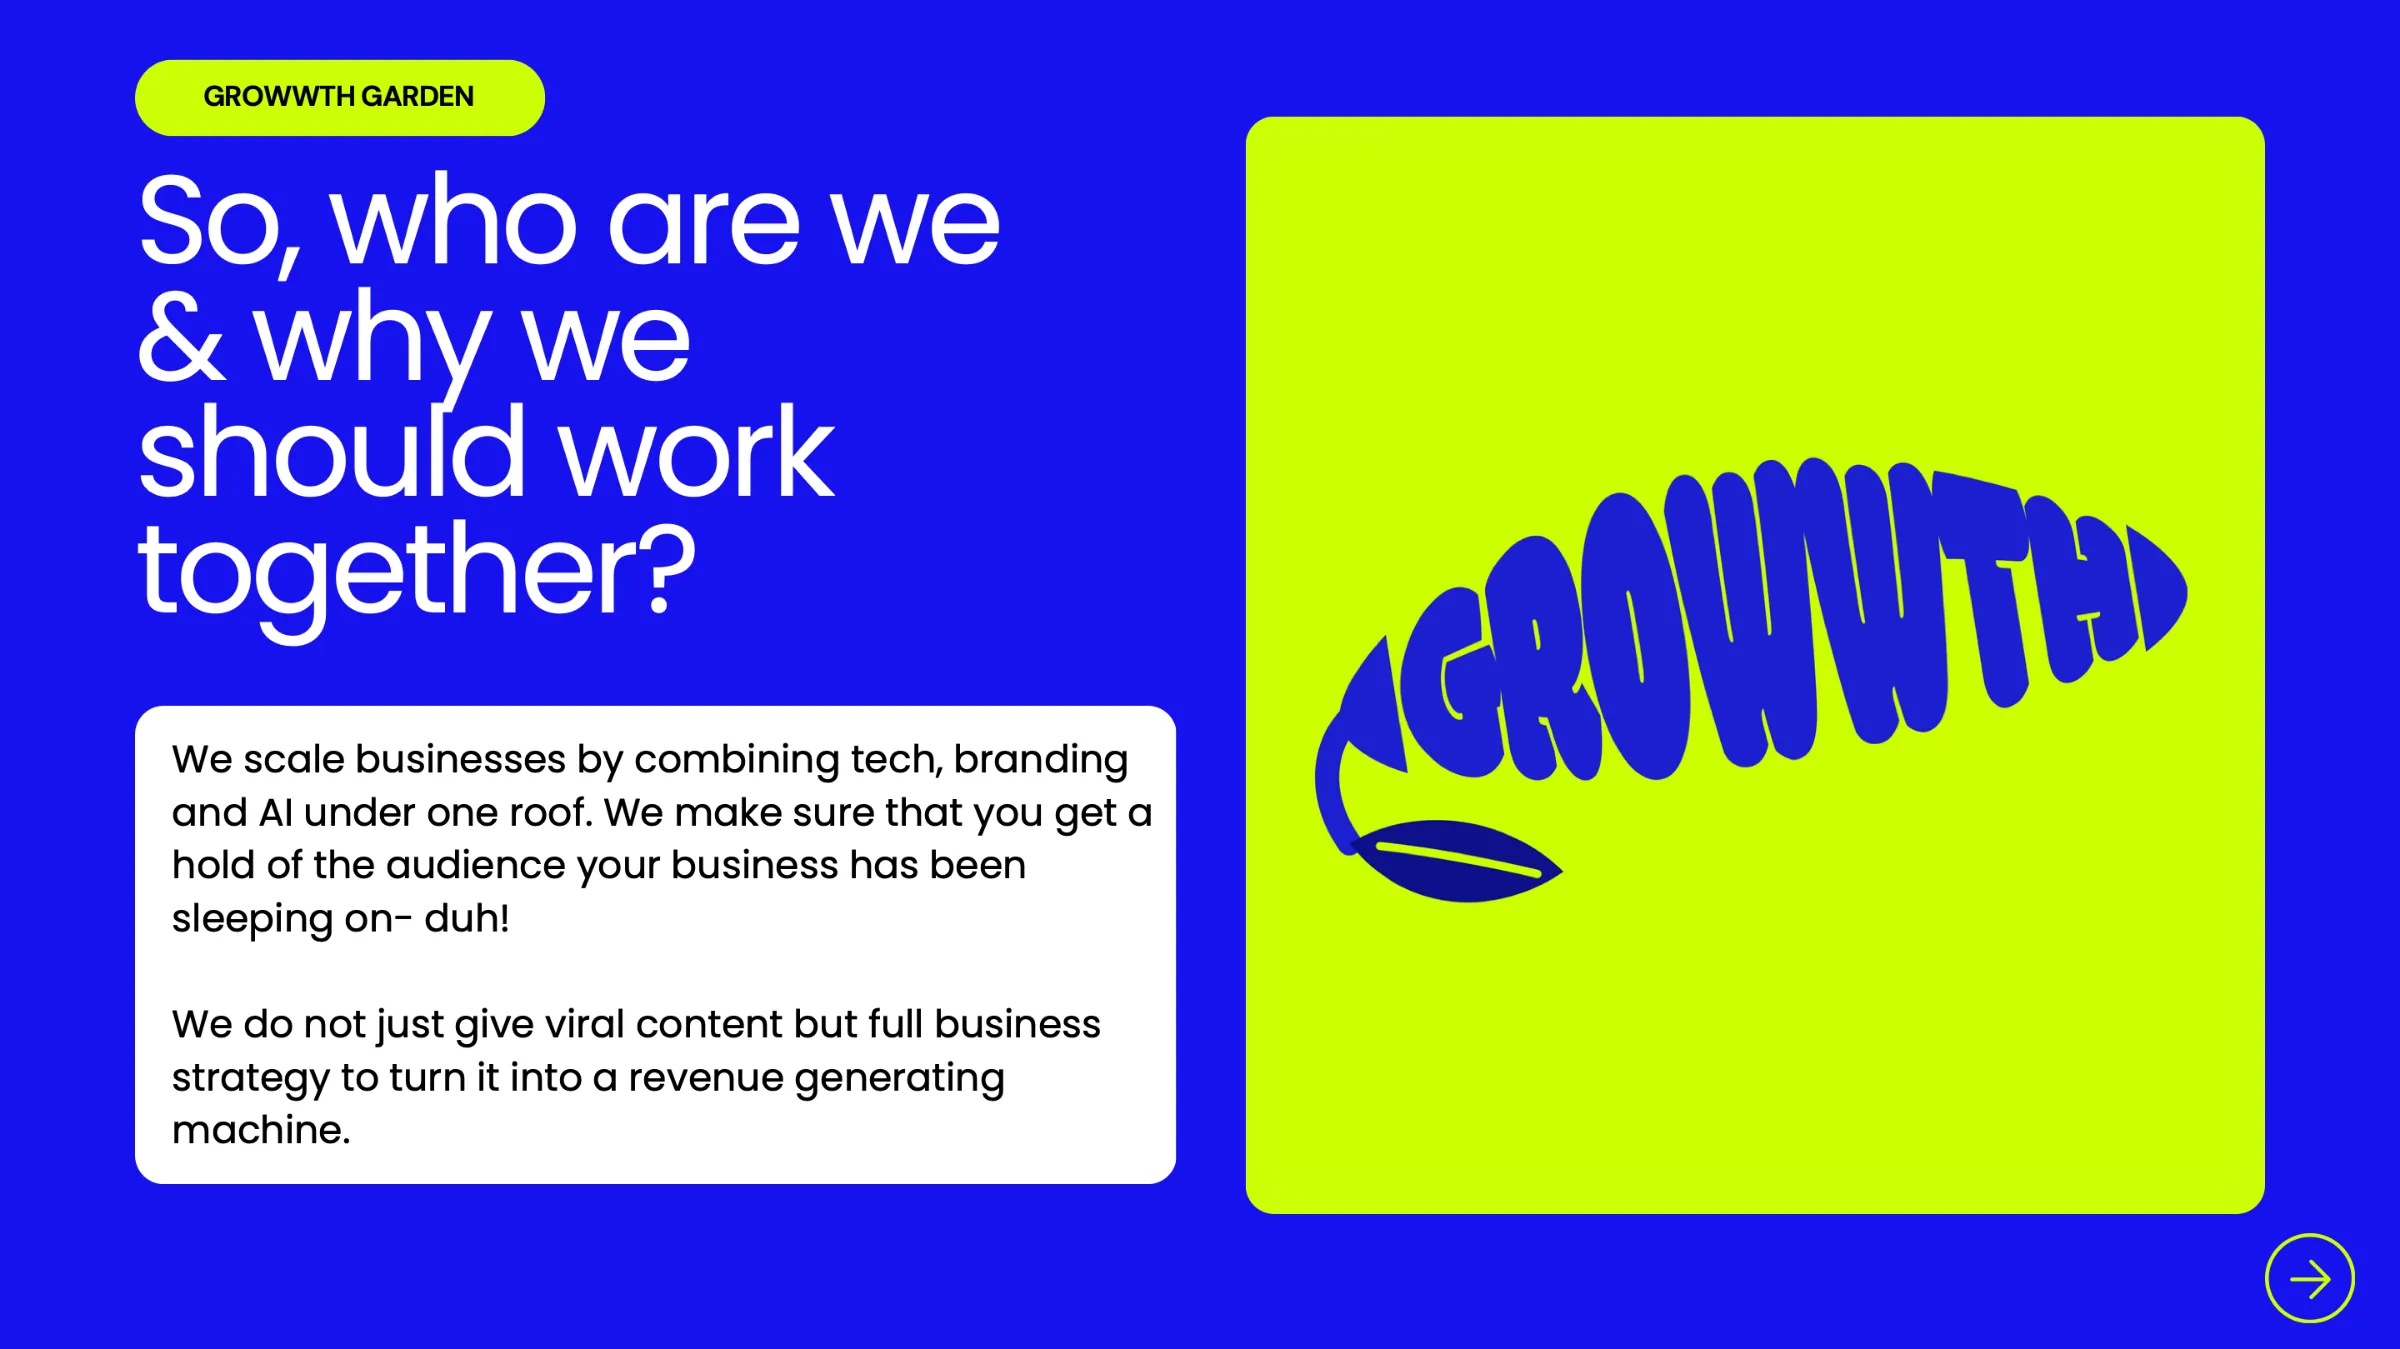 GROWWTH GARDEN
So, who are we
& why we
should work
together?
We scale businesses by combining tech, branding
and AI under one roof. We make sure that you get a
hold of the audience your business has been
sleeping on- duh!
We do not just give viral content but full business
strategy to turn it into a revenue generating
machine.
GROWWTH